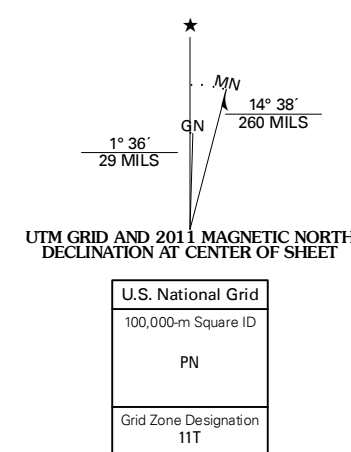 MN
GN
1° 36´
29 MILS
14° 38´
260 MILS
UTM GRID AND 2011 MAGNETIC NORTH
DECLINATION AT CENTER OF SHEET
U.S. National Grid
100,000-m Square ID
PN
Grid Zone Designation
11T